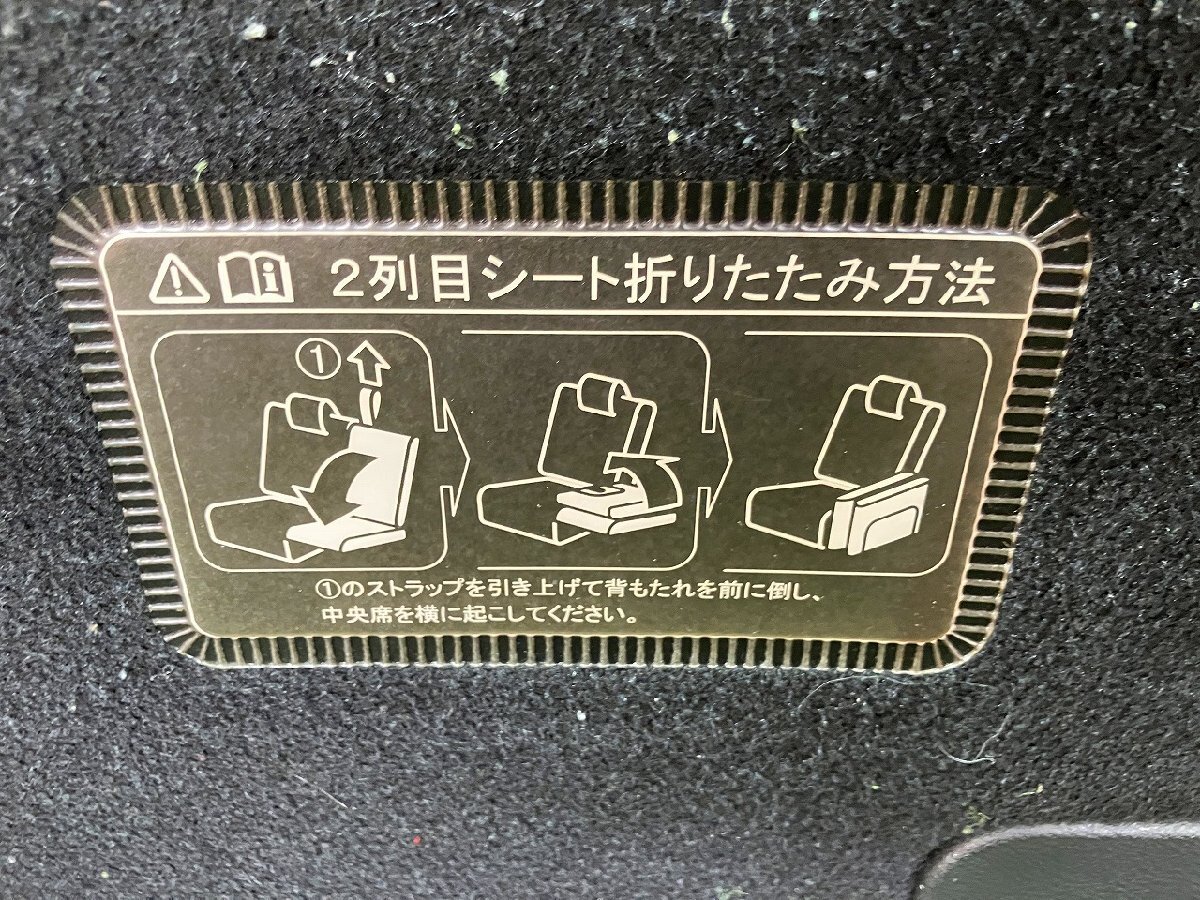 2列目シート折りたたみ方法
①
①のストラップを引き上げて背もたれを前に倒し、
中央席を横に起こしてください。